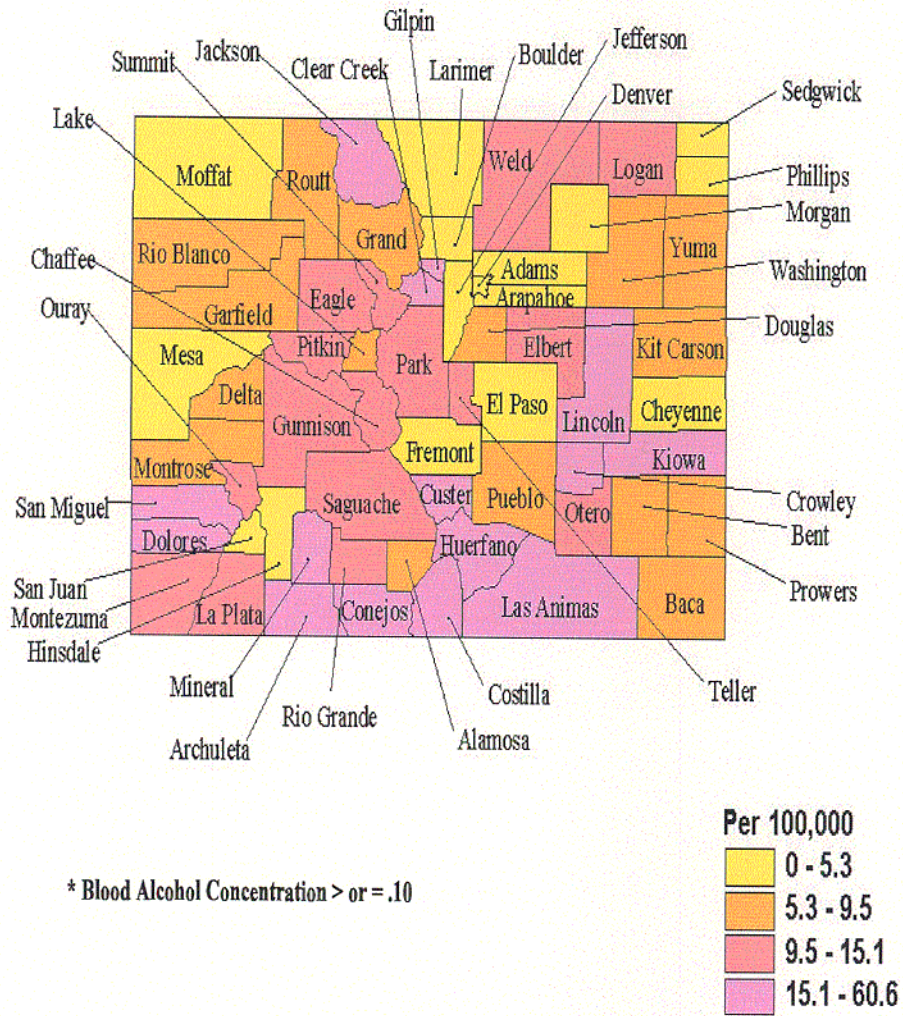 Gilpin
Jackson
Summit
Clear Creek
Larimer
Boulder
Jefferson
Denver
Sedgwick
Lake
Moffat
Routt
Weld
Logan
Phillips
Morgan
Chaffee
Rio Blanco
Grand
Yuma
Adams
Washington
Arapahoe
Ouray
Garfield
Eagle
Douglas
Mesa
Pitkin
Park
Elbert
Kit Carson
Delta
Gunnison
El Paso
Lincoln
Cheyenne
Montrose
Fremont
Kiowa
San Miguel
Saguache
Custer
Pueblo
Otero
Crowley
Bent
Dolores
Huerfano
San Juan
Montezuma
La Plata
Conejos
Las Animas
Baca
Prowers
Hinsdale
Mineral
Rio Grande
Costilla
Teller
Archuleta
Alamosa
Per 100,000
0 - 5.3
* Blood Alcohol Concentration > or = .10
5.3 - 9.5
9.5 - 15.1
15.1 - 60.6